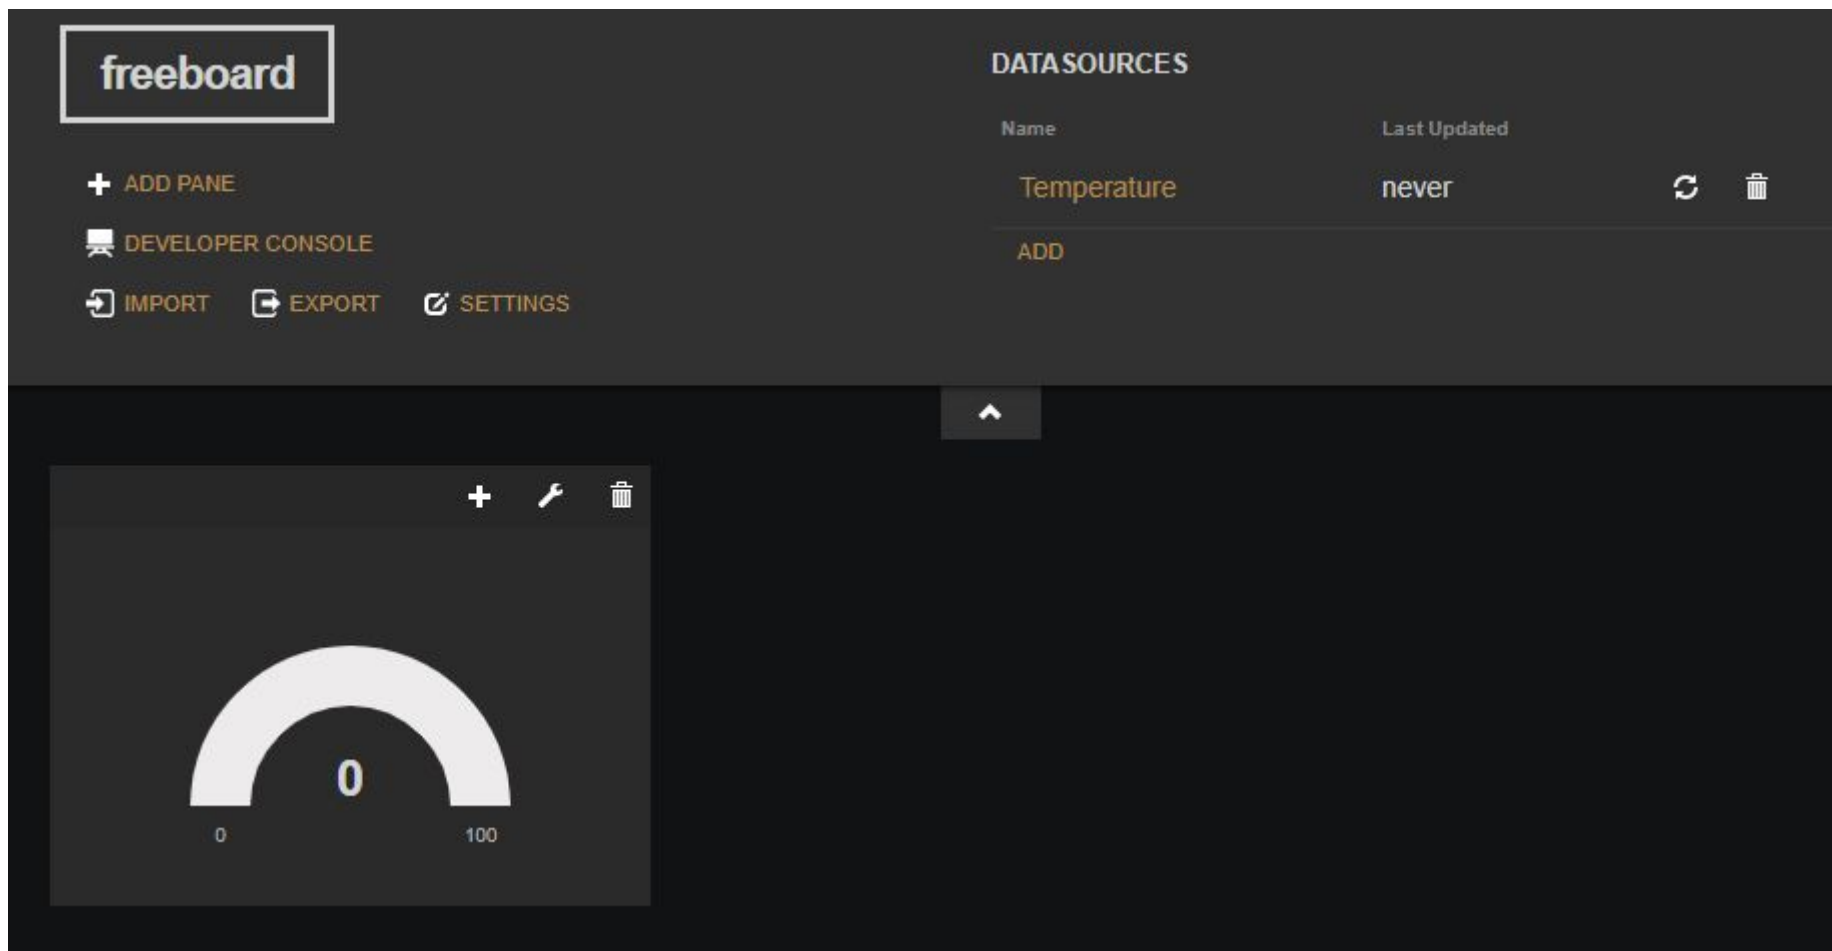 freeboard
ADD PANE
DEVELOPER CONSOLE
IMPORT EXPORT SETTINGS
DATASOURCES
Name Last Updated
Temperature never
ADD
0
0 100